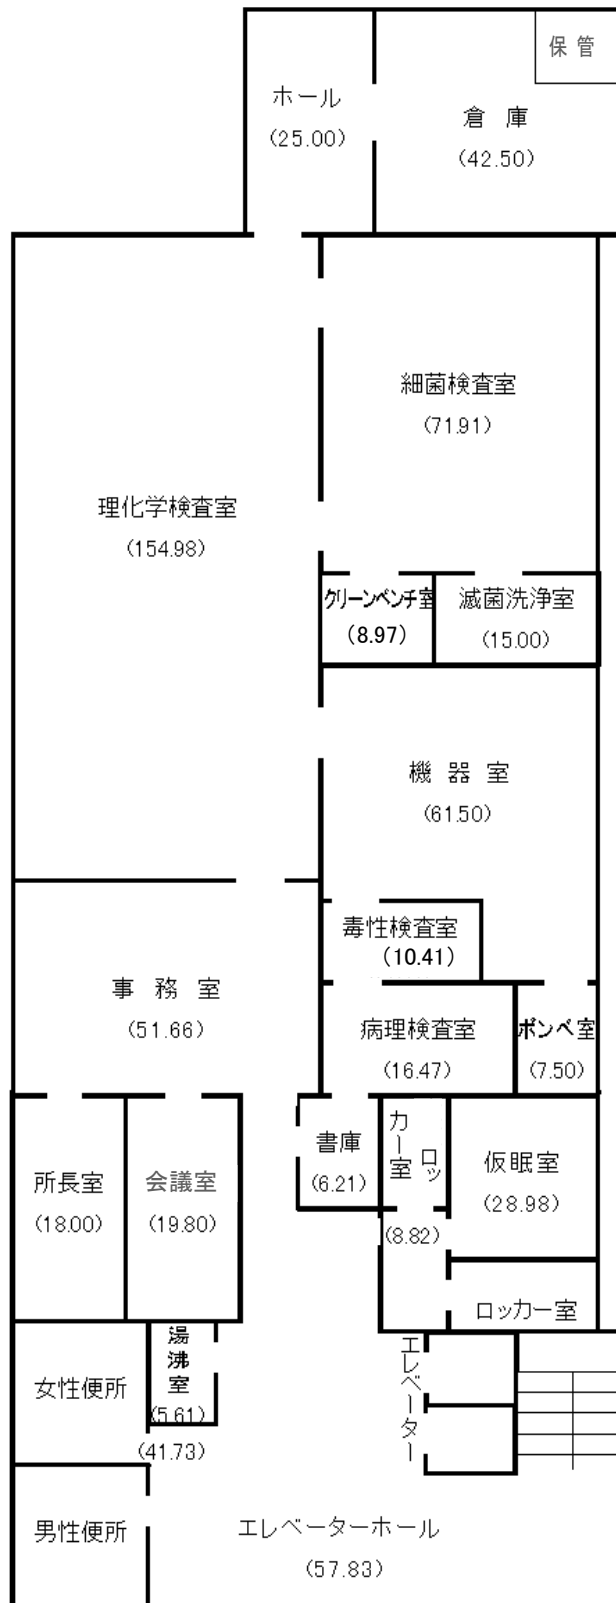 保管
ホール
(25.00)
倉庫
(42.50)
細菌検査室
(71.91)
理化学検査室
(154.98)
クリーンベンチ室
(8.97)
滅菌洗浄室
(15.00)
機器室
(61.50)
毒性検査室
(10.41)
事務室
(51.66)
病理検査室
(16.47)
ボンベ室
(7.50)
書庫
(6.21)
ロッ
カー室
(8.82)
仮眠室
(28.98)
所長室
(18.00)
会議室
(19.80)
ロッカー室
湯沸室
(5.61)
エレベーター
女性便所
(41.73)
男性便所
エレベーターホール
(57.83)